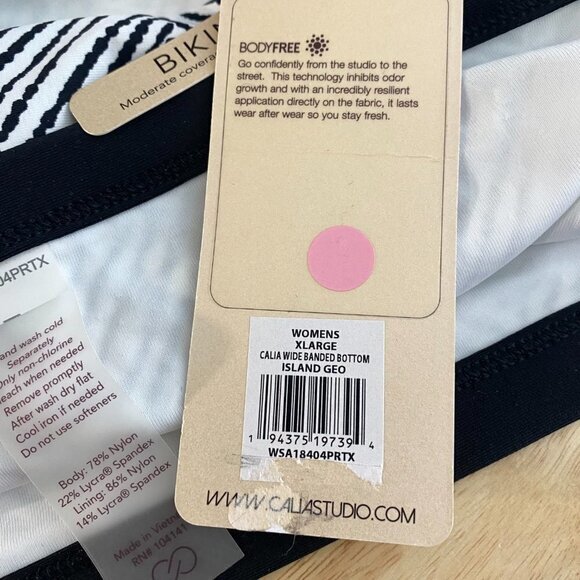 BIKIN
Moderate covera
BODYFREE
Go confidently from the studio to the
street. This technology inhibits odor
growth and with an incredibly resilient
application directly on the fabric, it lasts
wear after wear so you stay fresh.
WOMENS
XLARGE
CALIA WIDE BANDED BOTTOM
ISLAND GEO
1 94375 19739 4
WSA18404PRTX
WWW.CALIASTUDIO.COM
04PRTX
and wash cold
Separately
Only non-chlorine
bleach when needed
Remove promptly
After wash dry flat
Cool iron if needed
Do not use softeners
Body: 78% Nylon
22% Lycra® Spandex
Lining: 86% Nylon
14% Lycra® Spandex
Made in Vietn
RN# 104141